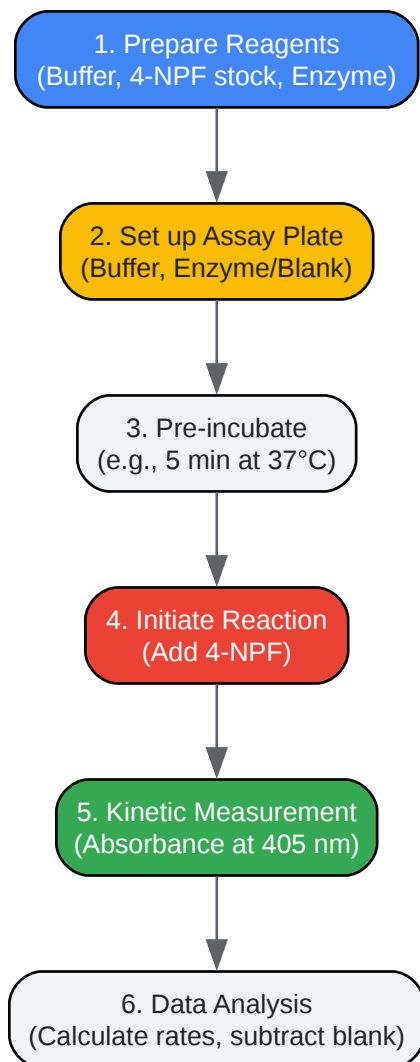 1. Prepare Reagents
(Buffer, 4-NPF stock, Enzyme)
2. Set up Assay Plate
(Buffer, Enzyme/Blank)
3. Pre-incubate
(e.g., 5 min at 37°C)
4. Initiate Reaction
(Add 4-NPF)
5. Kinetic Measurement
(Absorbance at 405 nm)
6. Data Analysis
(Calculate rates, subtract blank)